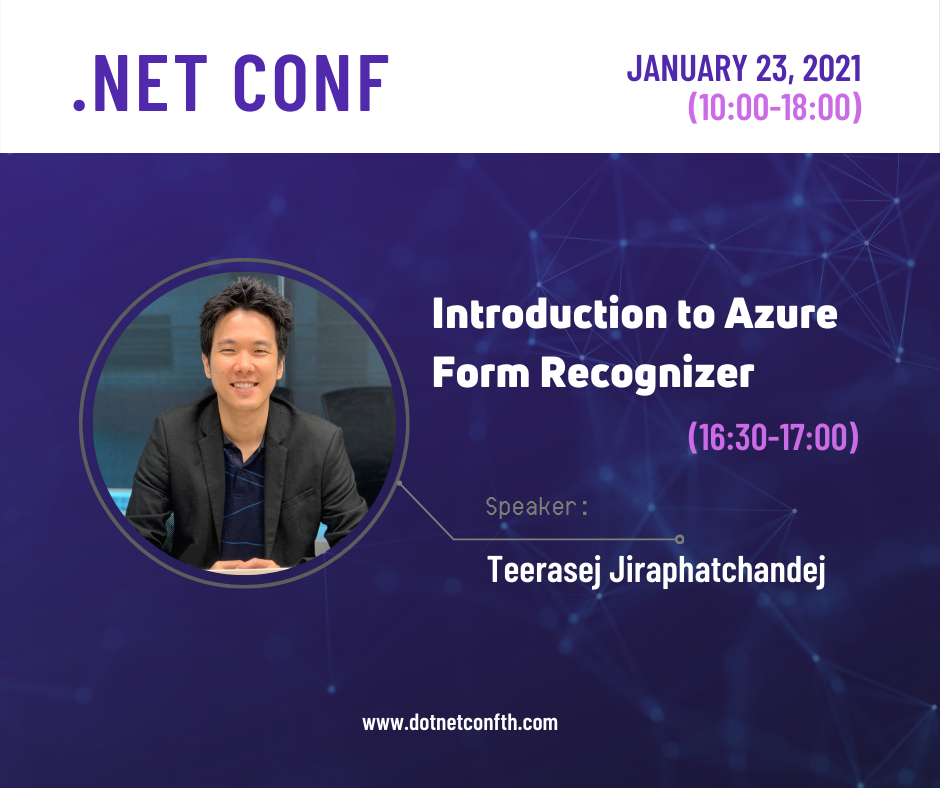 .NET CONF
JANUARY 23, 2021
(10:00-18:00)
Introduction to Azure
Form Recognizer
(16:30-17:00)
Speaker:
Teerasej Jiraphatchandej
www.dotnetconfth.com